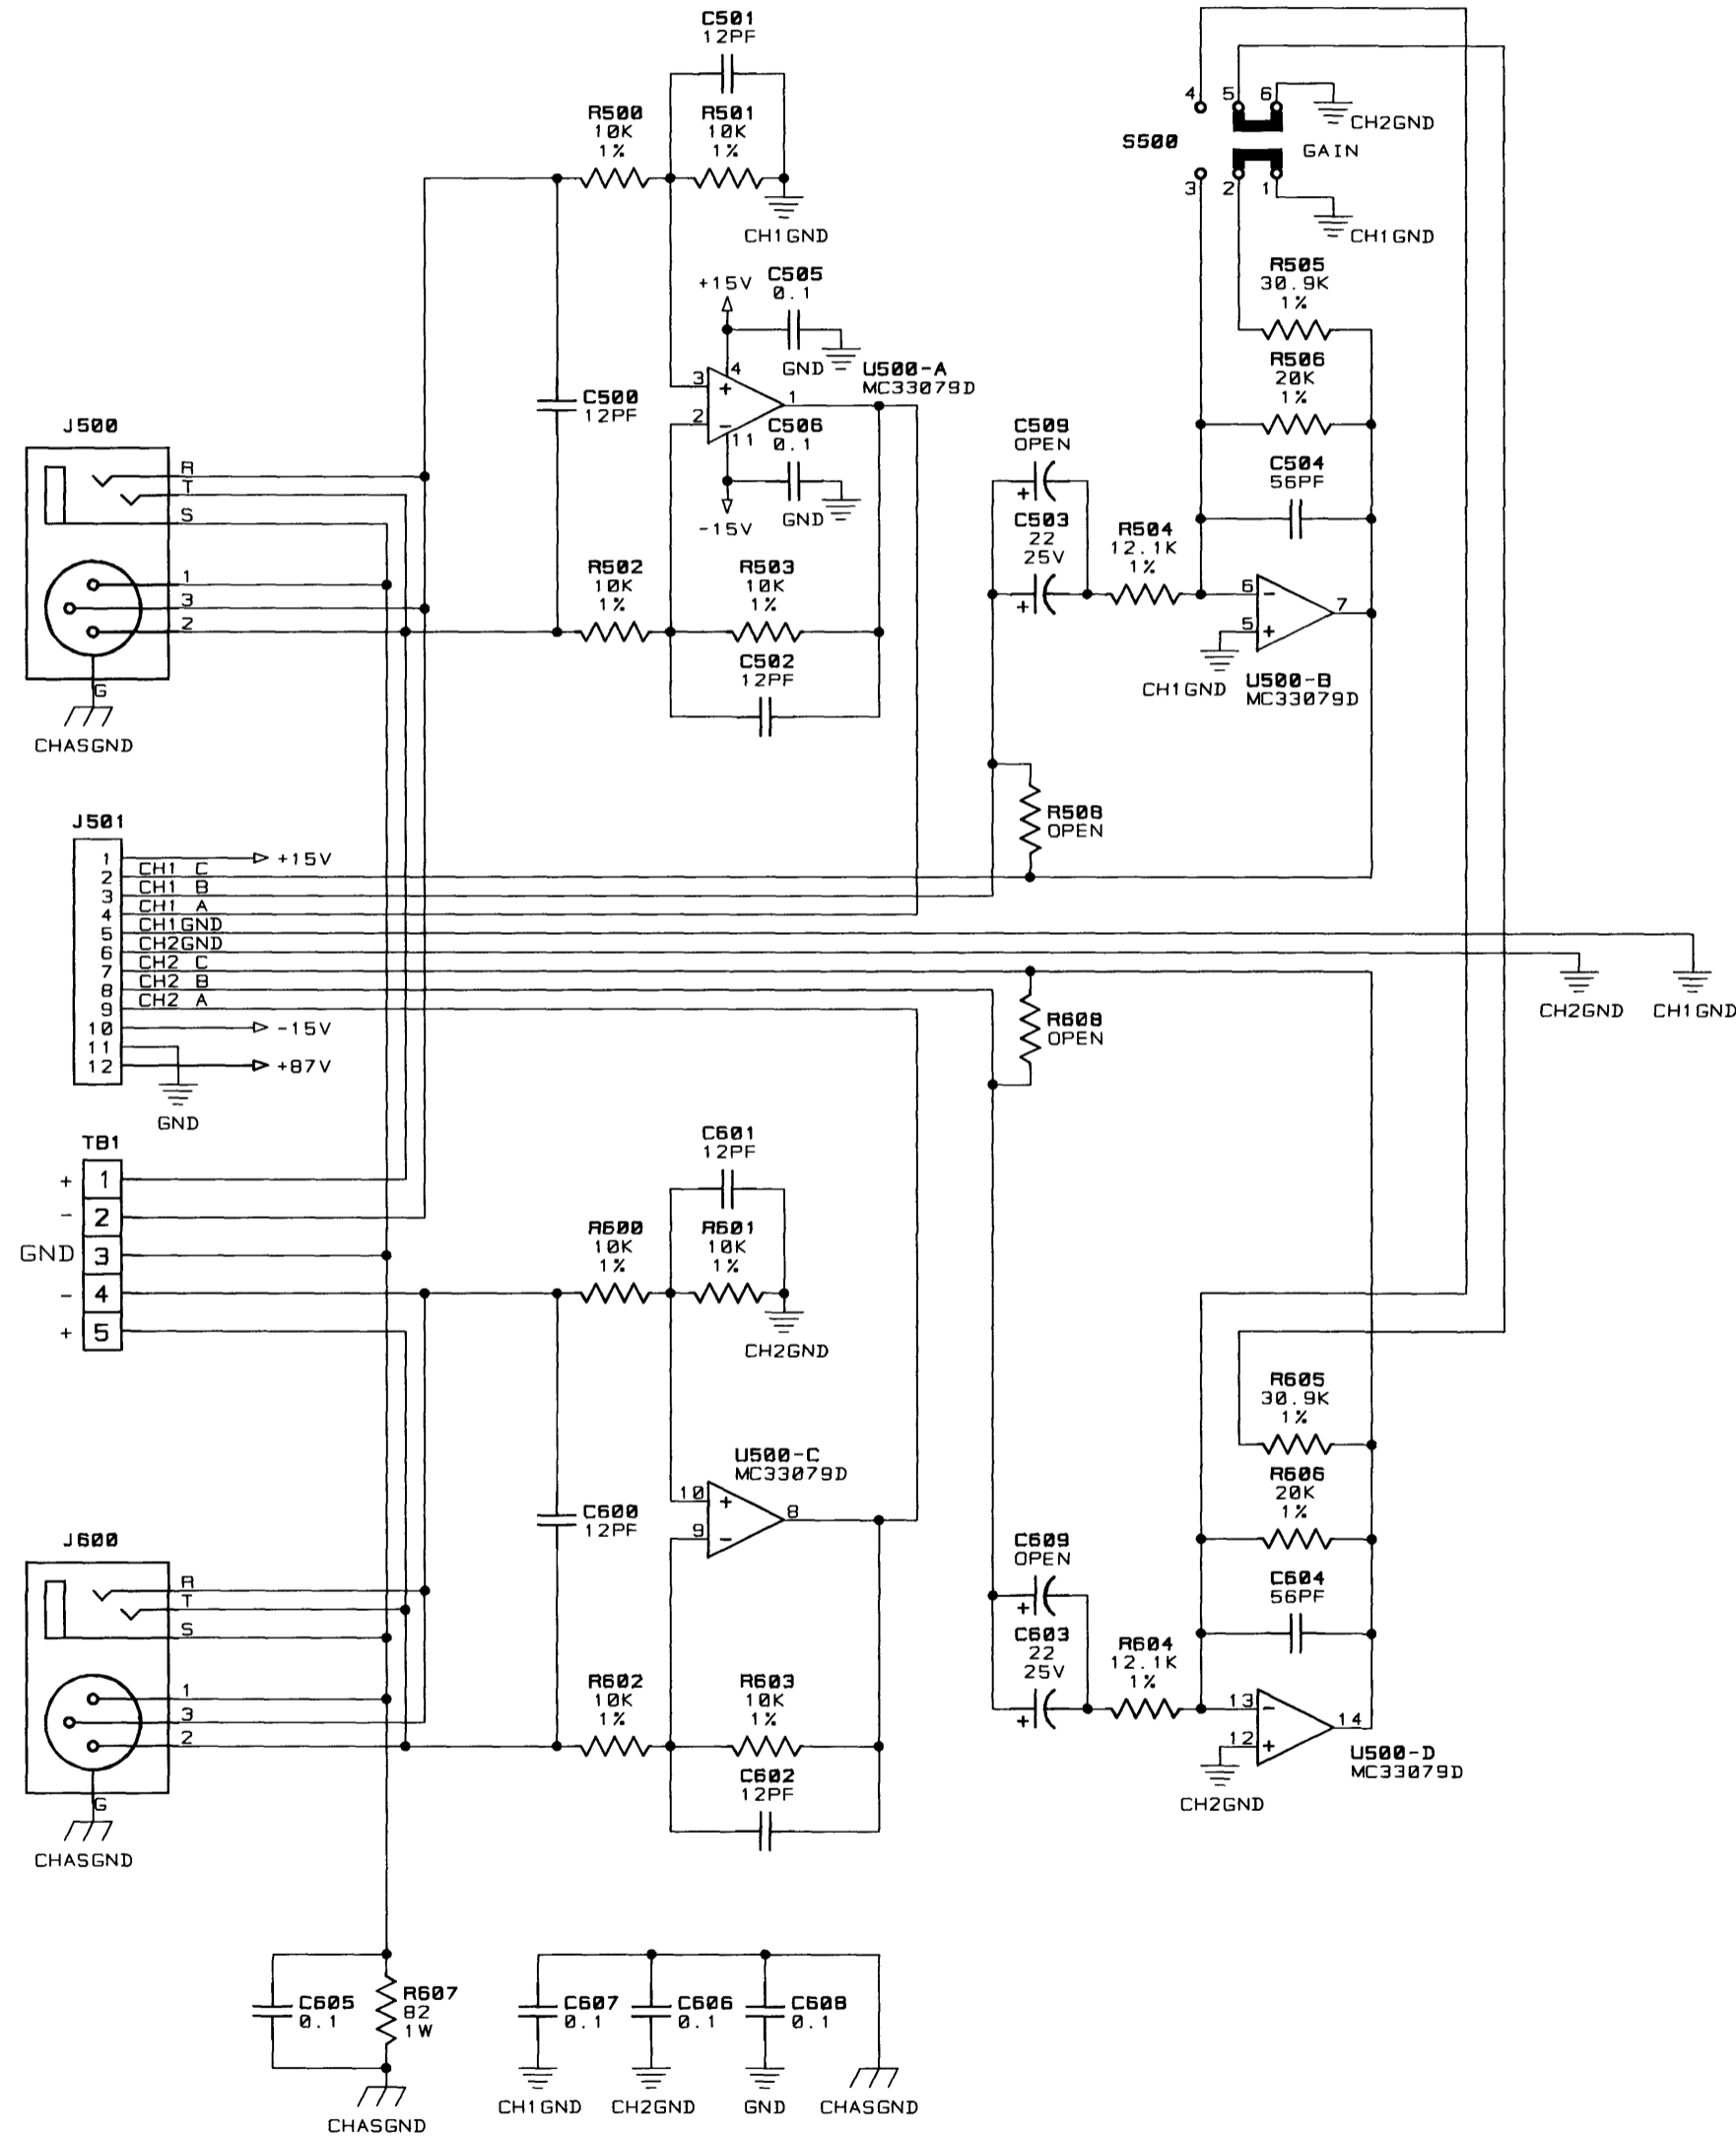 C501
12PF
R500
10K
1%
R501
10K
1%
CH1GND
4
5
6
CH2GND
S500
GAIN
3
2
1
CH1GND
R505
30.9K
1%
R506
20K
1%
C504
56PF
+15V
C505
0.1
GND
4
3
+
2
-
11
1
U500-A
MC33079D
C506
0.1
-15V
GND
C500
12PF
J500
R
T
S
1
3
2
G
CHASGND
R502
10K
1%
R503
10K
1%
C502
12PF
C509
OPEN
+
C503
22
25V
+
R504
12.1K
1%
6
-
5
+
7
CH1GND
U500-B
MC33079D
R508
OPEN
J501
1
+15V
2
CH1 C
3
CH1 B
4
CH1 A
5
CH1GND
6
CH2GND
7
CH2 C
8
CH2 B
9
CH2 A
10
-15V
11
12
+87V
GND
CH2GND
CH1GND
R608
OPEN
TB1
+ 1
- 2
GND 3
- 4
+ 5
C601
12PF
R600
10K
1%
R601
10K
1%
CH2GND
U500-C
MC33079D
10
+
9
-
8
C600
12PF
J600
R
T
S
1
3
2
G
CHASGND
R602
10K
1%
R603
10K
1%
C602
12PF
R605
30.9K
1%
R606
20K
1%
C604
56PF
C609
OPEN
+
C603
22
25V
+
R604
12.1K
1%
13
-
12
+
14
CH2GND
U500-D
MC33079D
C605
0.1
R607
82
1W
CHASGND
C607
0.1
C606
0.1
C608
0.1
CH1GND
CH2GND
GND
CHASGND